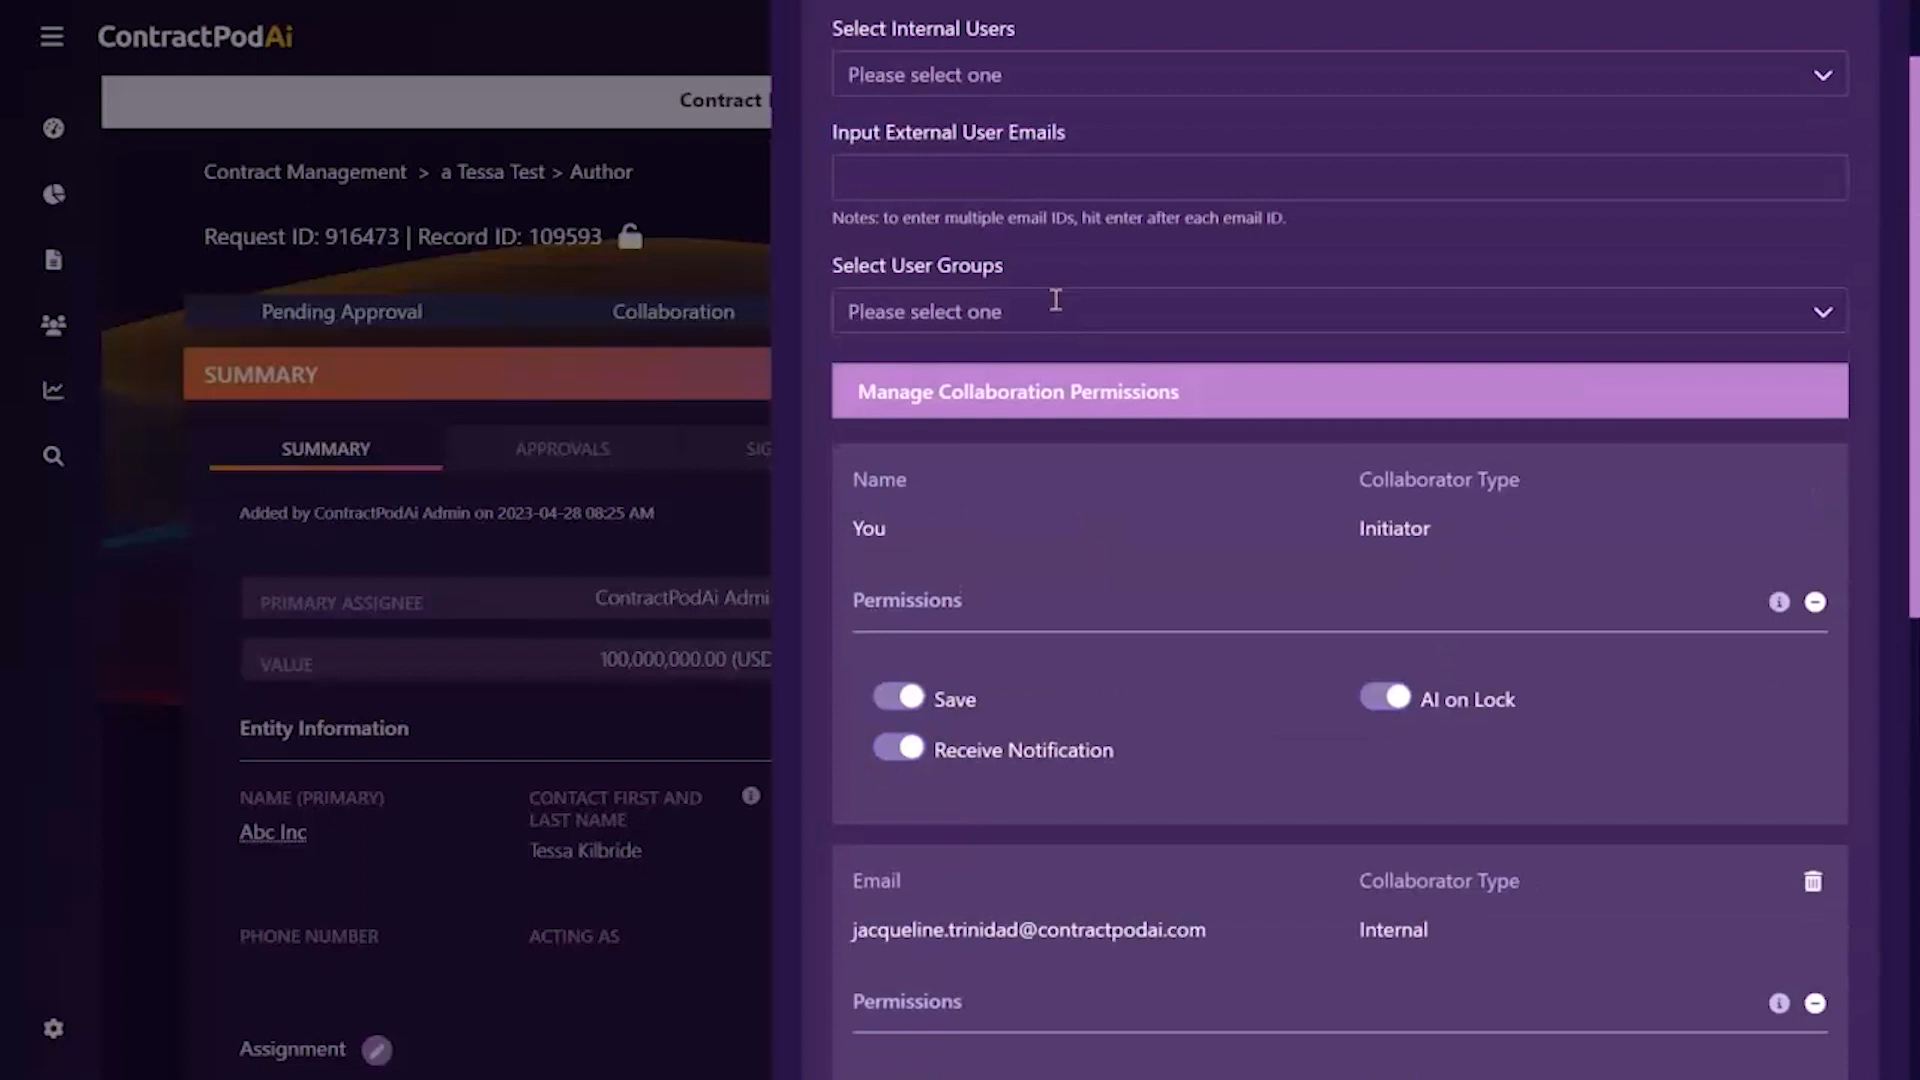 ContractPodAi
Contract
Contract Management > a Tessa Test > Author
Request ID: 916473 | Record ID: 109593
Pending Approval
Collaboration
SUMMARY
SUMMARY
APPROVALS
SIG
Added by ContractPodAi Admin on 2023-04-28 08:25 AM
PRIMARY ASSIGNEE
ContractPodAi Admi
VALUE
100,000,000.00 (USD
Entity Information
NAME (PRIMARY)
Abc Inc
CONTACT FIRST AND
LAST NAME
Tessa Kilbride
PHONE NUMBER
ACTING AS
Assignment
Select Internal Users
Please select one
Input External User Emails
Notes: to enter multiple email IDs, hit enter after each email ID.
Select User Groups
Please select one
Manage Collaboration Permissions
Name
Collaborator Type
You
Initiator
Permissions
Save
AI on Lock
Receive Notification
Email
Collaborator Type
jacqueline.trinidad@contractpodai.com
Internal
Permissions